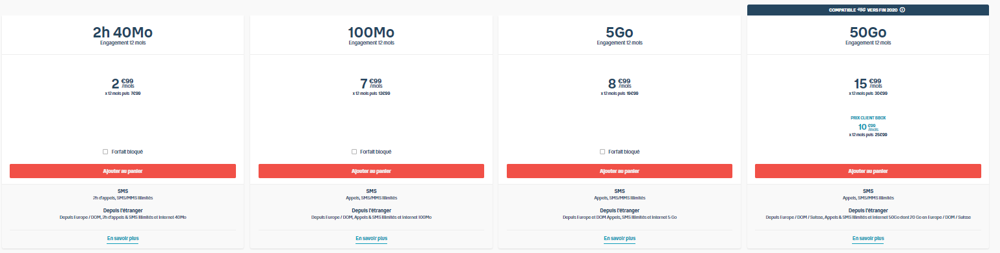 COMPATIBLE 5G VERS FIN 2020
2h 40Mo
Engagement 12 mois
2 €99
/mois
x 12 mois puis 7€99
Forfait bloqué
Ajouter au panier
SMS
2h d'appels, SMS/MMS illimités
Depuis l'étranger
Depuis Europe / DOM, 2h d'appels & SMS illimités et Internet 40Mo
En savoir plus
100Mo
Engagement 12 mois
7 €99
/mois
x 12 mois puis 12€99
Forfait bloqué
Ajouter au panier
SMS
Appels, SMS/MMS illimités
Depuis l'étranger
Depuis Europe / DOM, Appels & SMS illimités et Internet 100Mo
En savoir plus
5Go
Engagement 12 mois
8 €99
/mois
x 12 mois puis 19€99
Forfait bloqué
Ajouter au panier
SMS
Appels, SMS/MMS illimités
Depuis l'étranger
Depuis Europe et DOM Appels, SMS illimités et Internet 5 Go
En savoir plus
50Go
Engagement 12 mois
15 €99
/mois
x 12 mois puis 30€99
PRIX CLIENT BBOX
10 €99
/mois
x 12 mois puis 25€99
Ajouter au panier
SMS
Appels, SMS/MMS illimités
Depuis l'étranger
Depuis Europe / DOM / Suisse, Appels & SMS illimités et Internet 50Go dont 20 Go en Europe / DOM / Suisse
En savoir plus